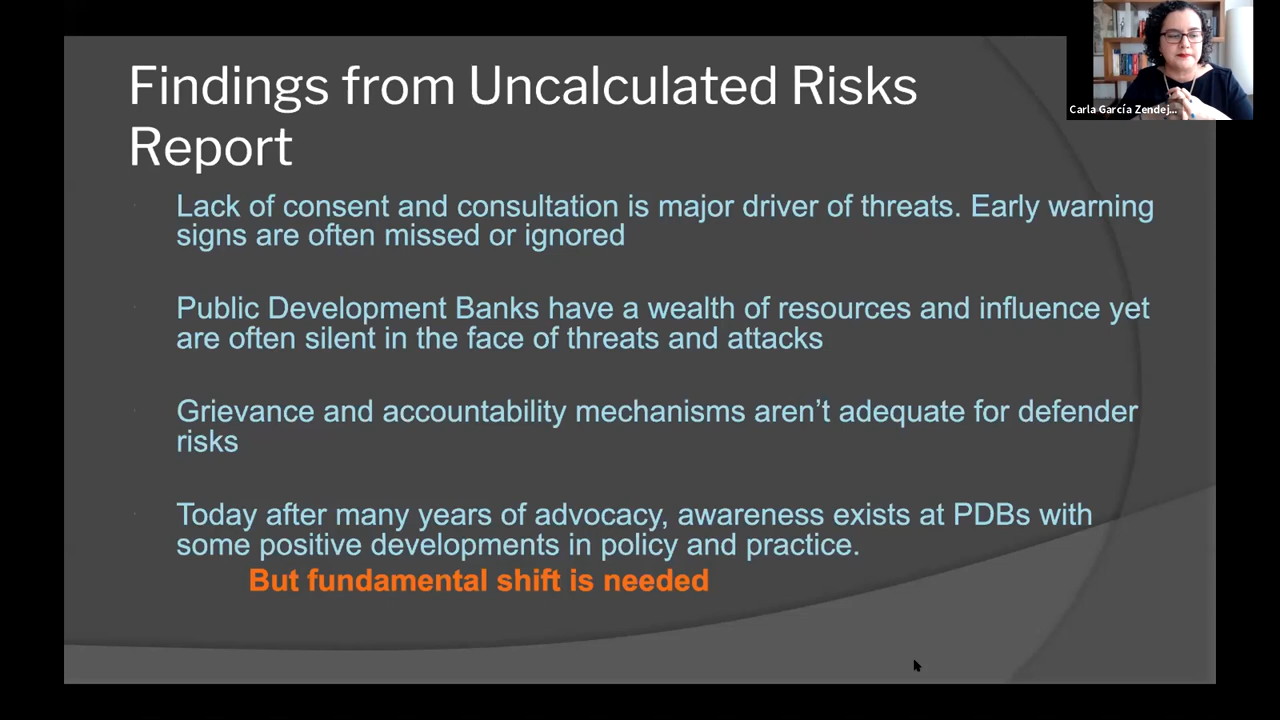 Findings from Uncalculated Risks
Report
Carla García Zendej...
Lack of consent and consultation is major driver of threats. Early warning
signs are often missed or ignored
Public Development Banks have a wealth of resources and influence yet
are often silent in the face of threats and attacks
Grievance and accountability mechanisms aren’t adequate for defender
risks
Today after many years of advocacy, awareness exists at PDBs with
some positive developments in policy and practice.
But fundamental shift is needed